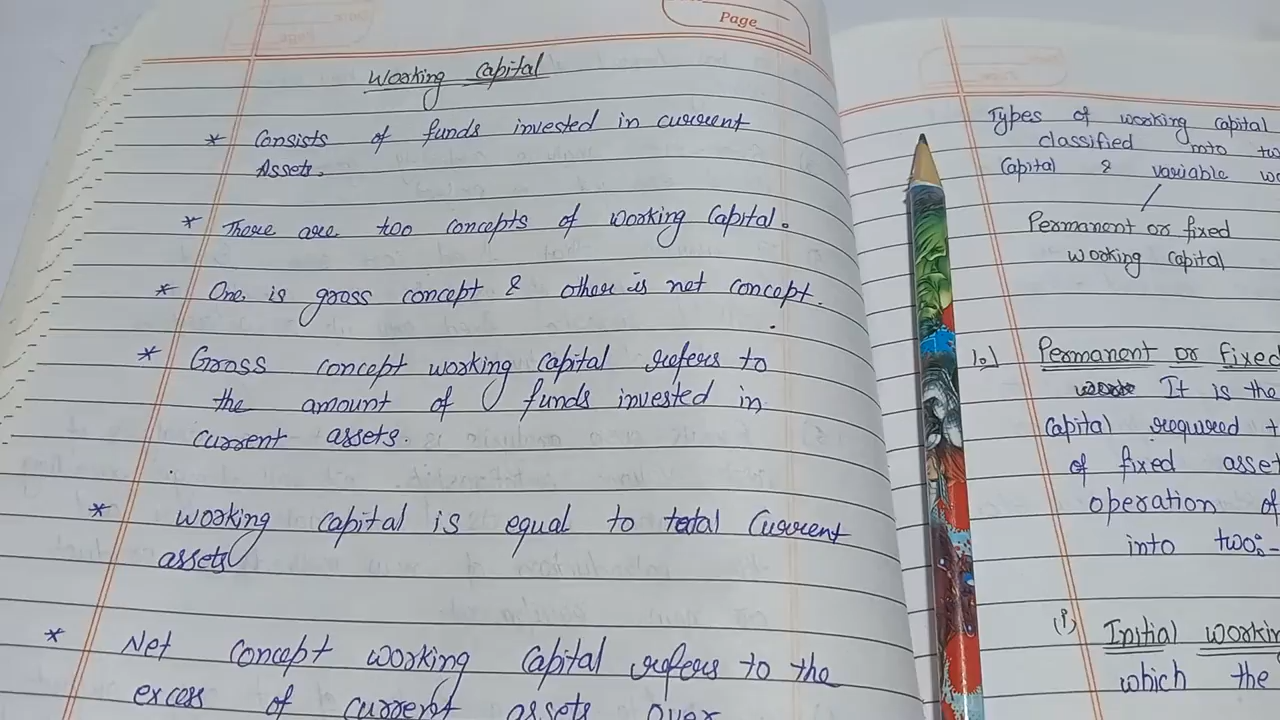 Page
Working Capital
* Consists of funds invested in current
Assets.
* There are two concepts of working Capital.
* One is gross concept & other is net concept.
* Gross concept working capital refers to
the amount of funds invested in
current assets.
* working capital is equal to total Current
assets
* Net concept working capital refers to the
excess of current assets over
Types of working capital
classified into tw
capital & variable wo
Permanent or fixed
working capital
1.) Permanent or fixed
It is the
capital required t
of fixed asset
operation of
into two:-
(i) Initial workin
which the